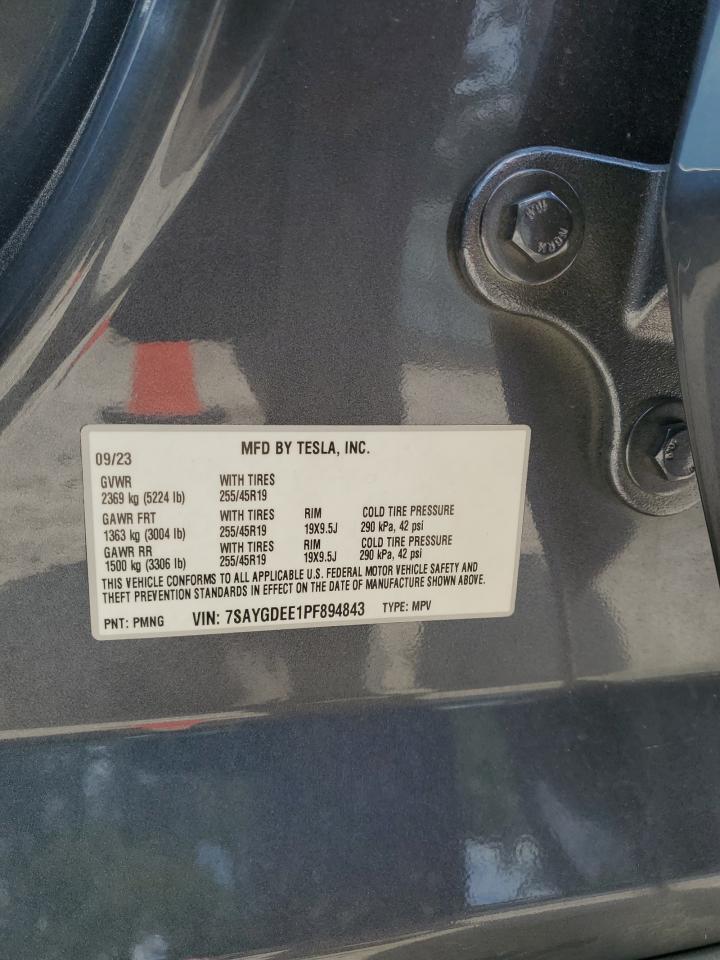 MFD BY TESLA, INC.
09/23
GVWR WITH TIRES
2369 kg (5224 lb) 255/45R19
GAWR FRT WITH TIRES RIM COLD TIRE PRESSURE
1363 kg (3004 lb) 255/45R19 19X9.5J 290 kPa, 42 psi
GAWR RR WITH TIRES RIM COLD TIRE PRESSURE
1500 kg (3306 lb) 255/45R19 19X9.5J 290 kPa, 42 psi
THIS VEHICLE CONFORMS TO ALL APPLICABLE U.S. FEDERAL MOTOR VEHICLE SAFETY AND
THEFT PREVENTION STANDARDS IN EFFECT ON THE DATE OF MANUFACTURE SHOWN ABOVE.
PNT: PMNG VIN: 7SAYGDEE1PF894843 TYPE: MPV